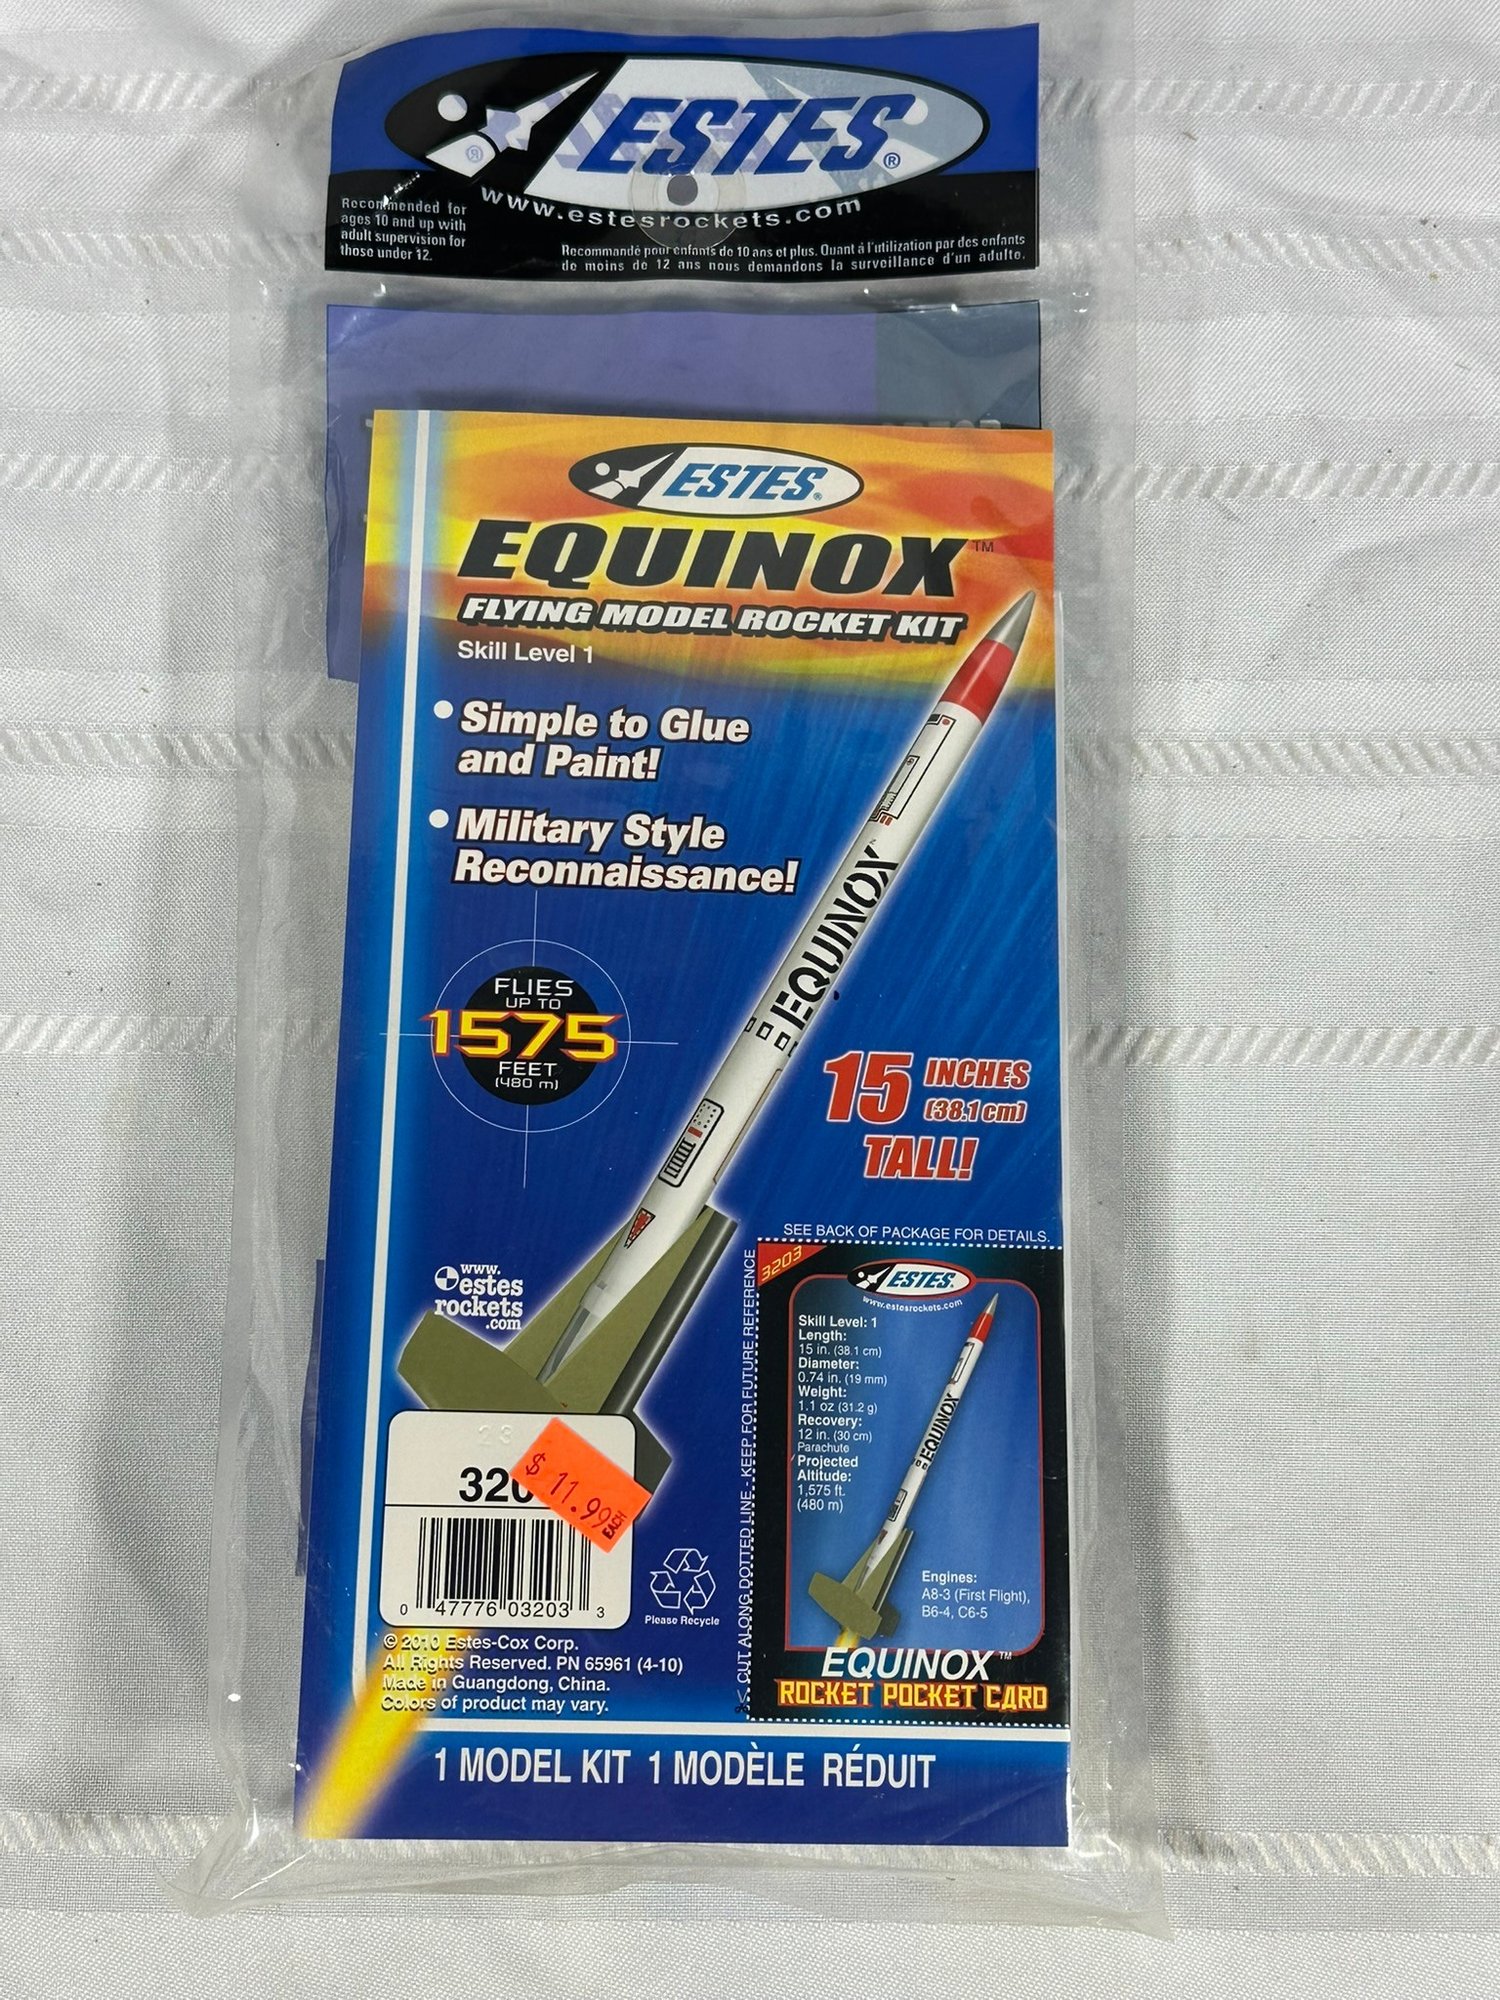 ESTES®
www.estesrockets.com
Recommended for
ages 10 and up with
adult supervision for
those under 12.
Recommandé pour enfants de 10 ans et plus. Quant à l'utilization par des enfants
de moins de 12 ans nous demandons la surveillance d'un adulte.
ESTES®
EQUINOX™
FLYING MODEL ROCKET KIT
Skill Level 1
• Simple to Glue
and Paint!
• Military Style
Reconnaissance!
FLIES
UP TO
1575
FEET
(480 m)
EQUINOX
15 INCHES
(38.1 cm)
TALL!
www.
estes
rockets
.com
SEE BACK OF PACKAGE FOR DETAILS.
CUT ALONG DOTTED LINE - KEEP FOR FUTURE REFERENCE
3203
ESTES
www.estesrockets.com
Skill Level: 1
Length:
15 in. (38.1 cm)
Diameter:
0.74 in. (19 mm)
Weight:
1.1 oz (31.2 g)
Recovery:
12 in. (30 cm)
Parachute
Projected
Altitude:
1,575 ft.
(480 m)
EQUINOX
Engines:
A8-3 (First Flight),
B6-4, C6-5
EQUINOX™
ROCKET POCKET CARD
23
320
$ 11.99
EACH
0 47776 03203 3
Please Recycle
© 2010 Estes-Cox Corp.
All Rights Reserved. PN 65961 (4-10)
Made in Guangdong, China.
Colors of product may vary.
1 MODEL KIT 1 MODÈLE RÉDUIT